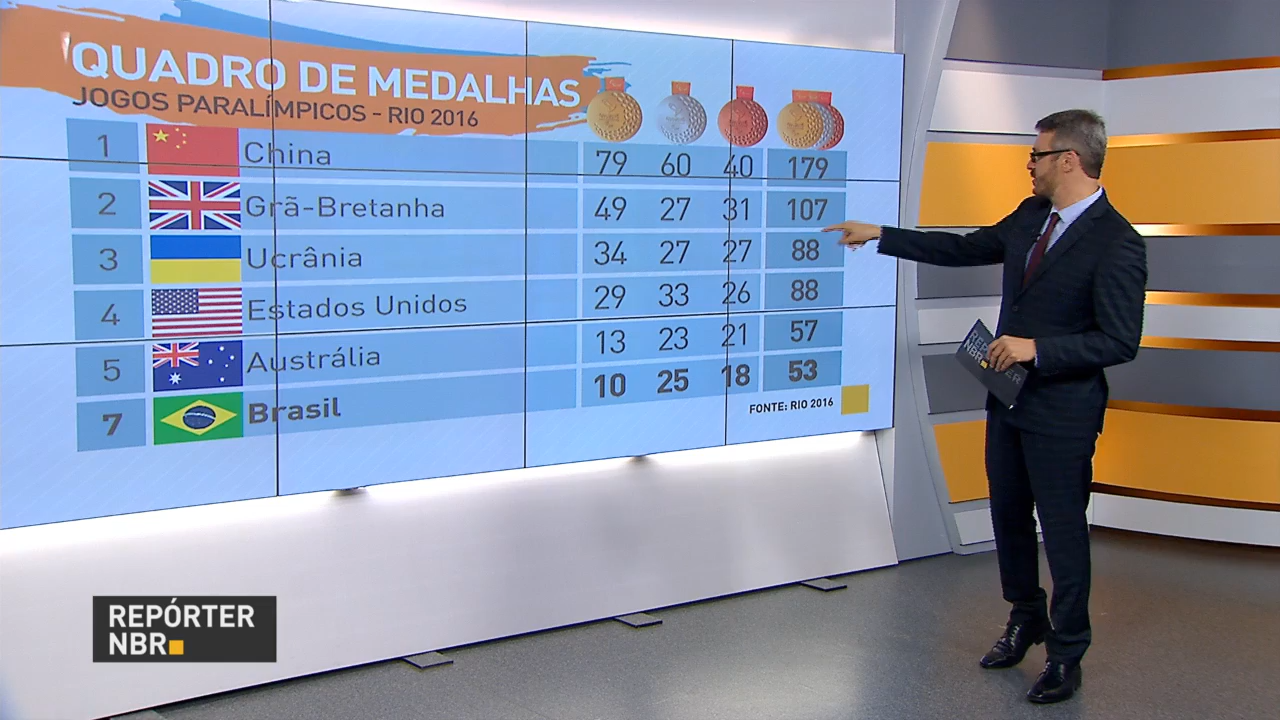 QUADRO DE MEDALHAS
JOGOS PARALÍMPICOS - RIO 2016
1 China 79 60 40 179
2 Grã-Bretanha 49 27 31 107
3 Ucrânia 34 27 27 88
4 Estados Unidos 29 33 26 88
5 Austrália 13 23 21 57
7 Brasil 10 25 18 53
FONTE: RIO 2016
REPÓRTER
NBR
REPÓRTER
NBR